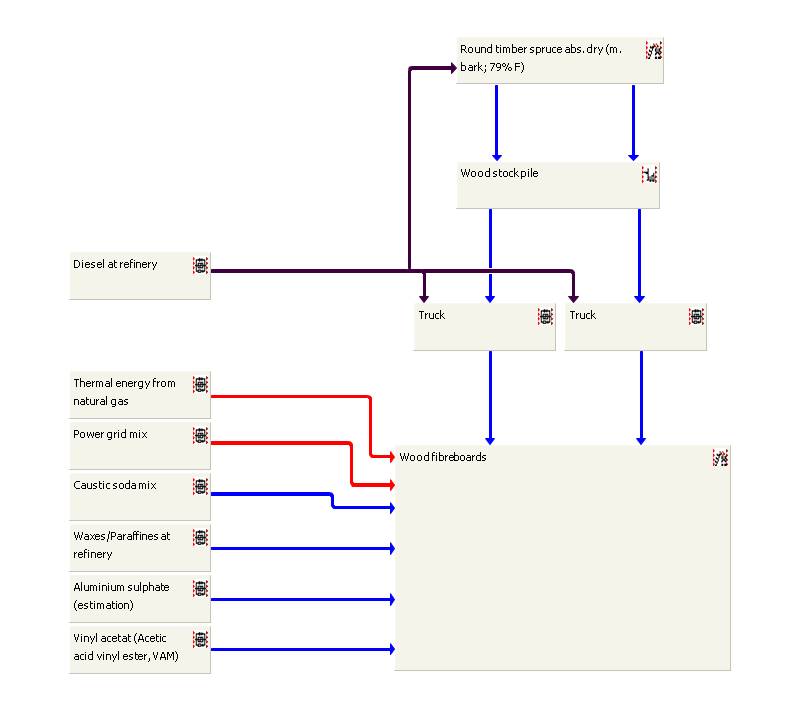 Round timber spruce abs. dry (m.
bark; 79% F)
Wood stock pile
Diesel at refinery
Truck
Truck
Thermal energy from
natural gas
Power grid mix
Wood fibreboards
Caustic soda mix
Waxes/Paraffines at
refinery
Aluminium sulphate
(estimation)
Vinyl acetat (Acetic
acid vinyl ester, VAM)